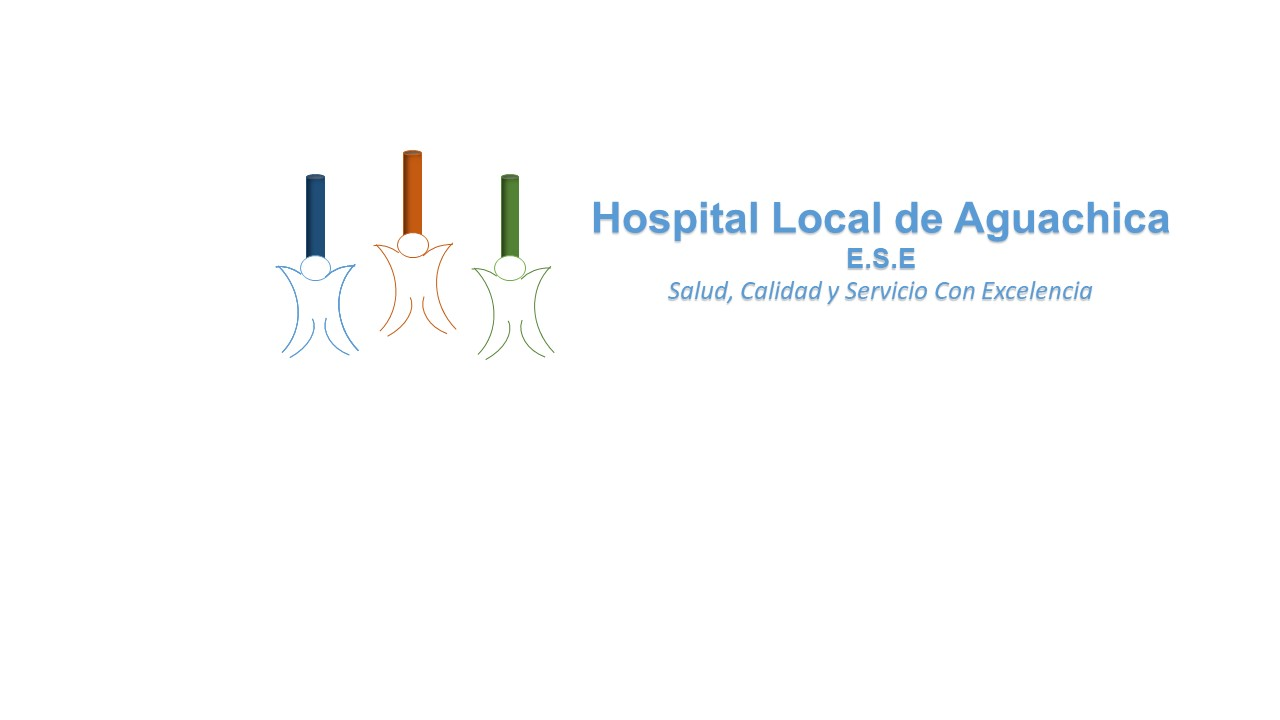 Hospital Local de Aguachica
E.S.E
Salud, Calidad y Servicio Con Excelencia